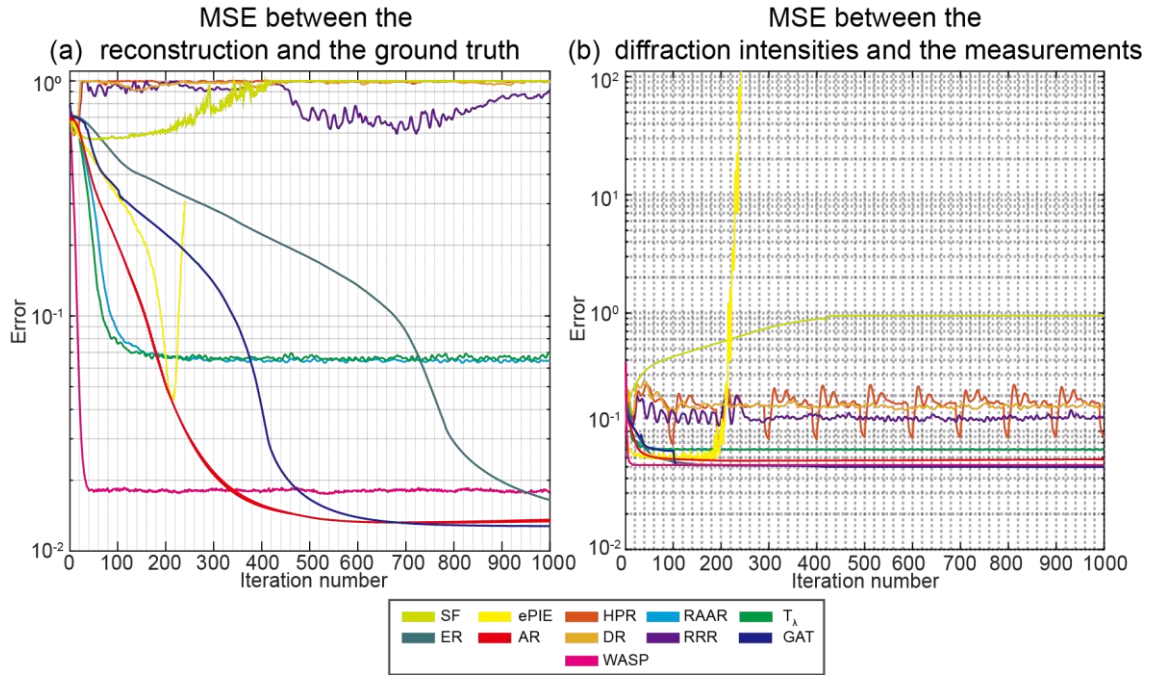 MSE between the
(a) reconstruction and the ground truth
10⁰
10⁻¹
10⁻²
Error
0 100 200 300 400 500 600 700 800 900 1000
Iteration number
MSE between the
(b) diffraction intensities and the measurements
10²
10¹
10⁰
10⁻¹
10⁻²
Error
0 100 200 300 400 500 600 700 800 900 1000
Iteration number
SF ePIE HPR RAAR T_λ
ER AR DR RRR GAT
WASP